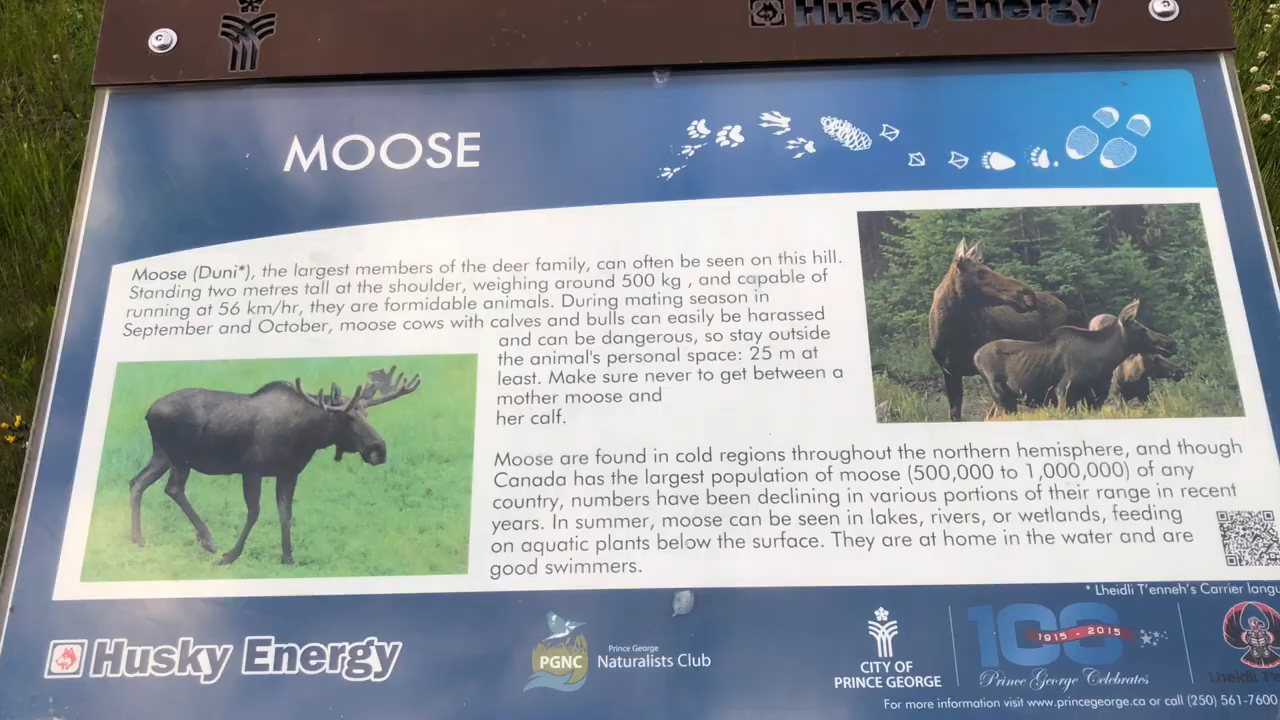 Husky Energy
MOOSE
Moose (Duni*), the largest members of the deer family, can often be seen on this hill.
Standing two metres tall at the shoulder, weighing around 500 kg , and capable of
running at 56 km/hr, they are formidable animals. During mating season in
September and October, moose cows with calves and bulls can easily be harassed
and can be dangerous, so stay outside
the animal's personal space: 25 m at
least. Make sure never to get between a
mother moose and
her calf.
Moose are found in cold regions throughout the northern hemisphere, and though
Canada has the largest population of moose (500,000 to 1,000,000) of any
country, numbers have been declining in various portions of their range in recent
years. In summer, moose can be seen in lakes, rivers, or wetlands, feeding
on aquatic plants below the surface. They are at home in the water and are
good swimmers.
* Lheidli T'enneh's Carrier langu
Husky Energy
PGNC
Prince George
Naturalists Club
CITY OF
PRINCE GEORGE
100
1915 - 2015
Prince George Celebrates
Lheidli T'
For more information visit www.princegeorge.ca or call (250) 561-7600